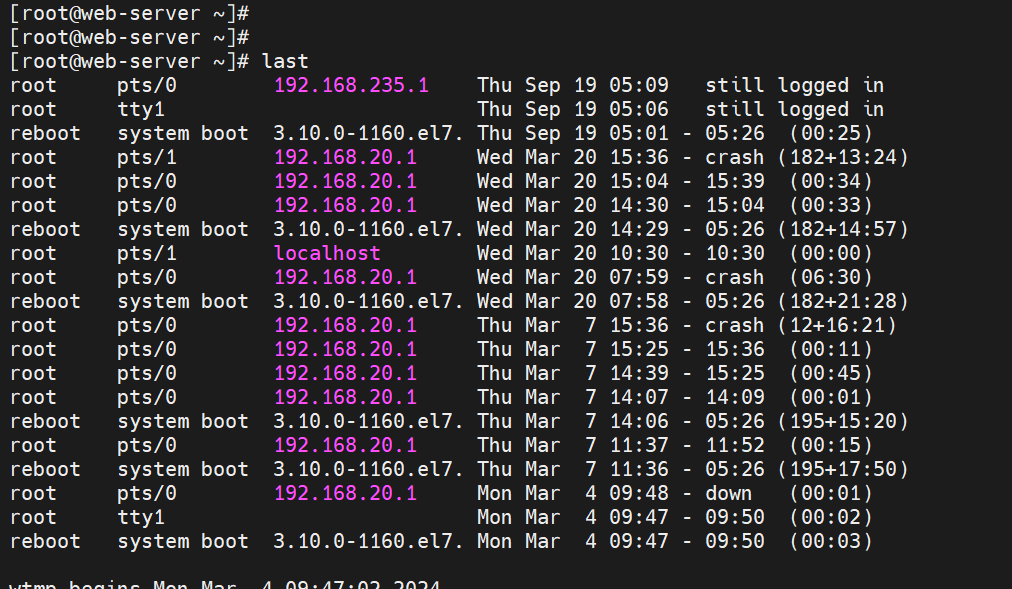 [root@web-server ~]#
[root@web-server ~]#
[root@web-server ~]# last
root     pts/0        192.168.235.1    Thu Sep 19 05:09   still logged in
root     tty1                          Thu Sep 19 05:06   still logged in
reboot   system boot  3.10.0-1160.el7. Thu Sep 19 05:01 - 05:26  (00:25)
root     pts/1        192.168.20.1     Wed Mar 20 15:36 - crash (182+13:24)
root     pts/0        192.168.20.1     Wed Mar 20 15:04 - 15:39  (00:34)
root     pts/0        192.168.20.1     Wed Mar 20 14:30 - 15:04  (00:33)
reboot   system boot  3.10.0-1160.el7. Wed Mar 20 14:29 - 05:26 (182+14:57)
root     pts/1        localhost        Wed Mar 20 10:30 - 10:30  (00:00)
root     pts/0        192.168.20.1     Wed Mar 20 07:59 - crash  (06:30)
reboot   system boot  3.10.0-1160.el7. Wed Mar 20 07:58 - 05:26 (182+21:28)
root     pts/0        192.168.20.1     Thu Mar  7 15:36 - crash (12+16:21)
root     pts/0        192.168.20.1     Thu Mar  7 15:25 - 15:36  (00:11)
root     pts/0        192.168.20.1     Thu Mar  7 14:39 - 15:25  (00:45)
root     pts/0        192.168.20.1     Thu Mar  7 14:07 - 14:09  (00:01)
reboot   system boot  3.10.0-1160.el7. Thu Mar  7 14:06 - 05:26 (195+15:20)
root     pts/0        192.168.20.1     Thu Mar  7 11:37 - 11:52  (00:15)
reboot   system boot  3.10.0-1160.el7. Thu Mar  7 11:36 - 05:26 (195+17:50)
root     pts/0        192.168.20.1     Mon Mar  4 09:48 - down   (00:01)
root     tty1                          Mon Mar  4 09:47 - 09:50  (00:02)
reboot   system boot  3.10.0-1160.el7. Mon Mar  4 09:47 - 09:50  (00:03)
wtmp begins Mon Mar  4 09:47:02 2024